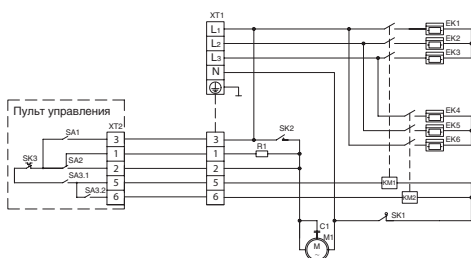 XT1
L1
L2
L3
N
EK1
EK2
EK3
EK4
EK5
EK6
Пульт управления
XT2
SA1
SK3
SA2
SA3.1
SA3.2
3
1
2
5
6
3
1
2
5
6
SK2
R1
KM1
KM2
SK1
C1
M1
M
~